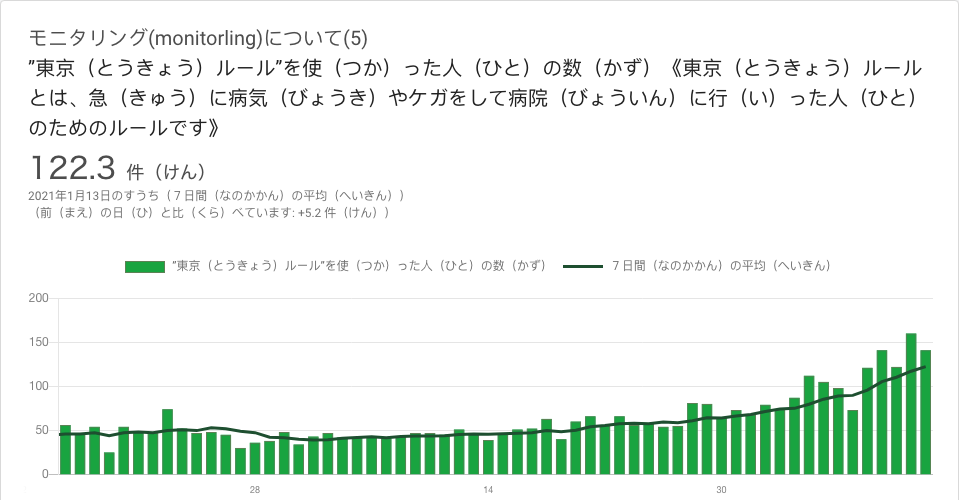 モニタリング(monitorling)について(5)
”東京（とうきょう）ルール”を使（つか）った人（ひと）の数（かず）《東京（とうきょう）ルール
とは、急（きゅう）に病気（びょうき）やケガをして病院（びょういん）に行（い）った人（ひと）
のためのルールです》
122.3 件（けん）
2021年1月13日のすうち（７日間（なのかかん）の平均（へいきん））
（前（まえ）の日（ひ）と比（くら）べています: +5.2 件（けん））
”東京（とうきょう）ルール”を使（つか）った人（ひと）の数（かず） ７日間（なのかかん）の平均（へいきん）
200
150
100
50
0
28 14 30